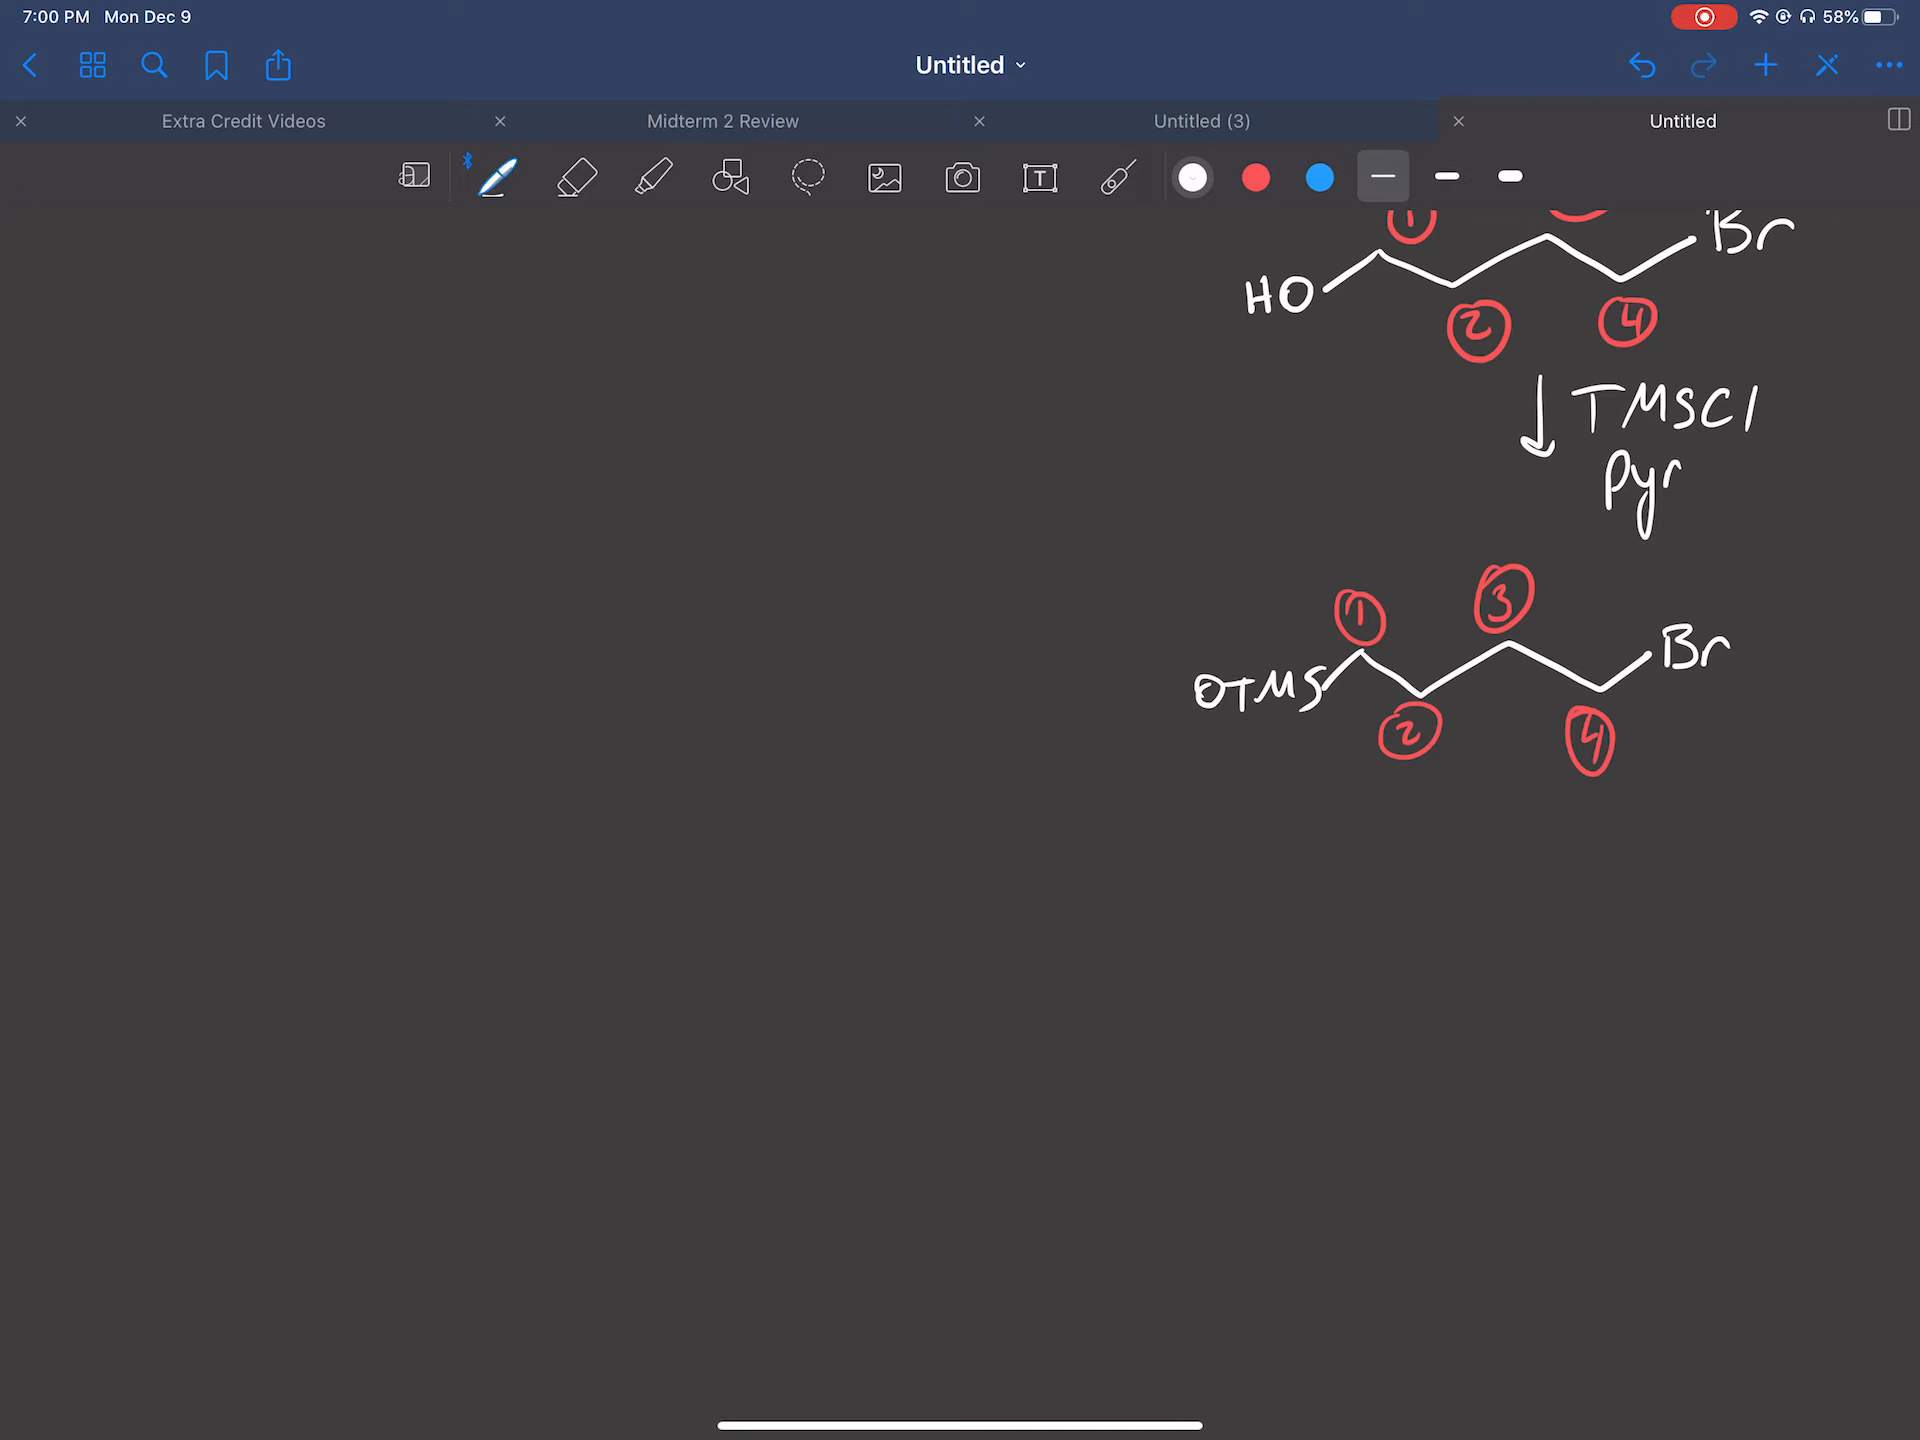 7:00 PM Mon Dec 9
58%
Untitled
Extra Credit Videos
Midterm 2 Review
Untitled (3)
Untitled
T
1
Br
HO
2
4
TMSCl
Pyr
1
3
OTMS
Br
2
4